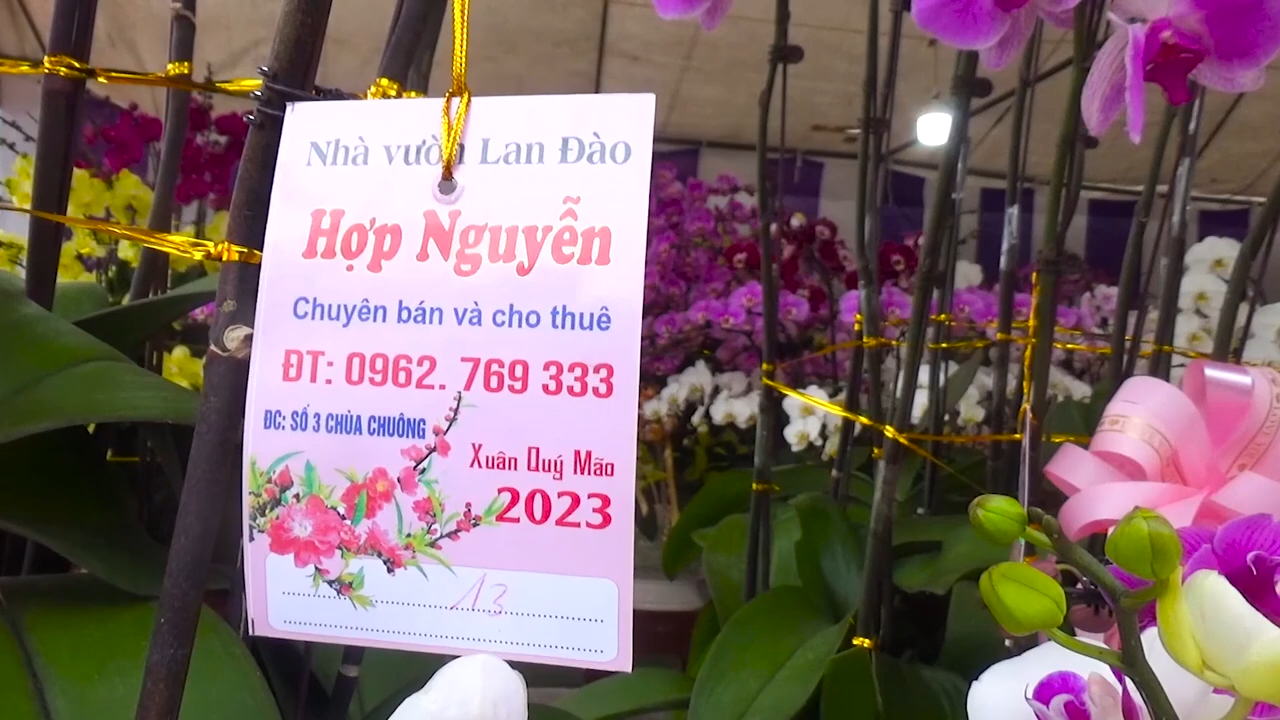 Nhà vườn Lan Đào
Hợp Nguyễn
Chuyên bán và cho thuê
ĐT: 0962. 769 333
ĐC: SỐ 3 CHÙA CHUÔNG
Xuân Quý Mão
2023
13